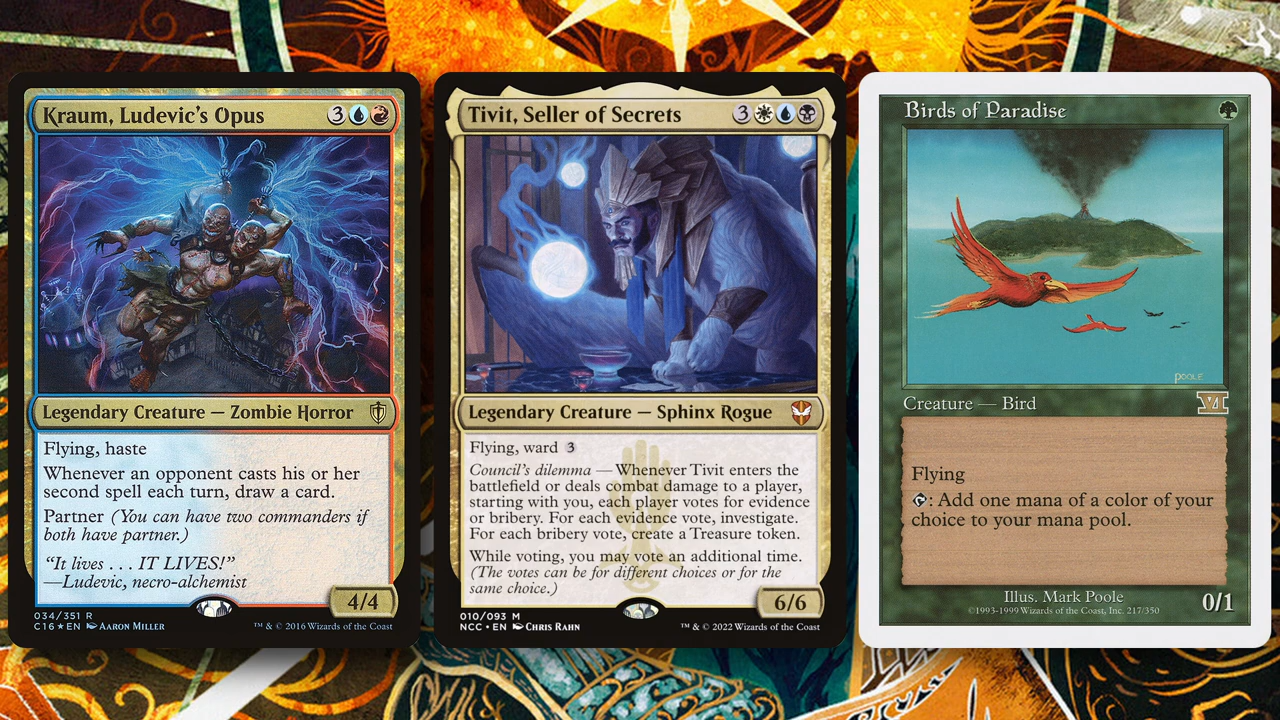 Kraum, Ludevic's Opus 3
Legendary Creature — Zombie Horror
Flying, haste
Whenever an opponent casts his or her
second spell each turn, draw a card.
Partner (You can have two commanders if
both have partner.)
“It lives . . . IT LIVES!”
—Ludevic, necro-alchemist
4/4
034/351 R
C16★EN AARON MILLER
™ & © 2016 Wizards of the Coast
Tivit, Seller of Secrets 3
Legendary Creature — Sphinx Rogue
Flying, ward 3
Council's dilemma — Whenever Tivit enters the
battlefield or deals combat damage to a player,
starting with you, each player votes for evidence
or bribery. For each evidence vote, investigate.
For each bribery vote, create a Treasure token.
While voting, you may vote an additional time.
(The votes can be for different choices or for the
same choice.)
6/6
010/093 M
NCC • EN CHRIS RAHN
™ & © 2022 Wizards of the Coast
Birds of Paradise
POOLE
Creature — Bird
VI
Flying
: Add one mana of a color of your
choice to your mana pool.
Illus. Mark Poole
©1993-1999 Wizards of the Coast, Inc. 217/350
0/1